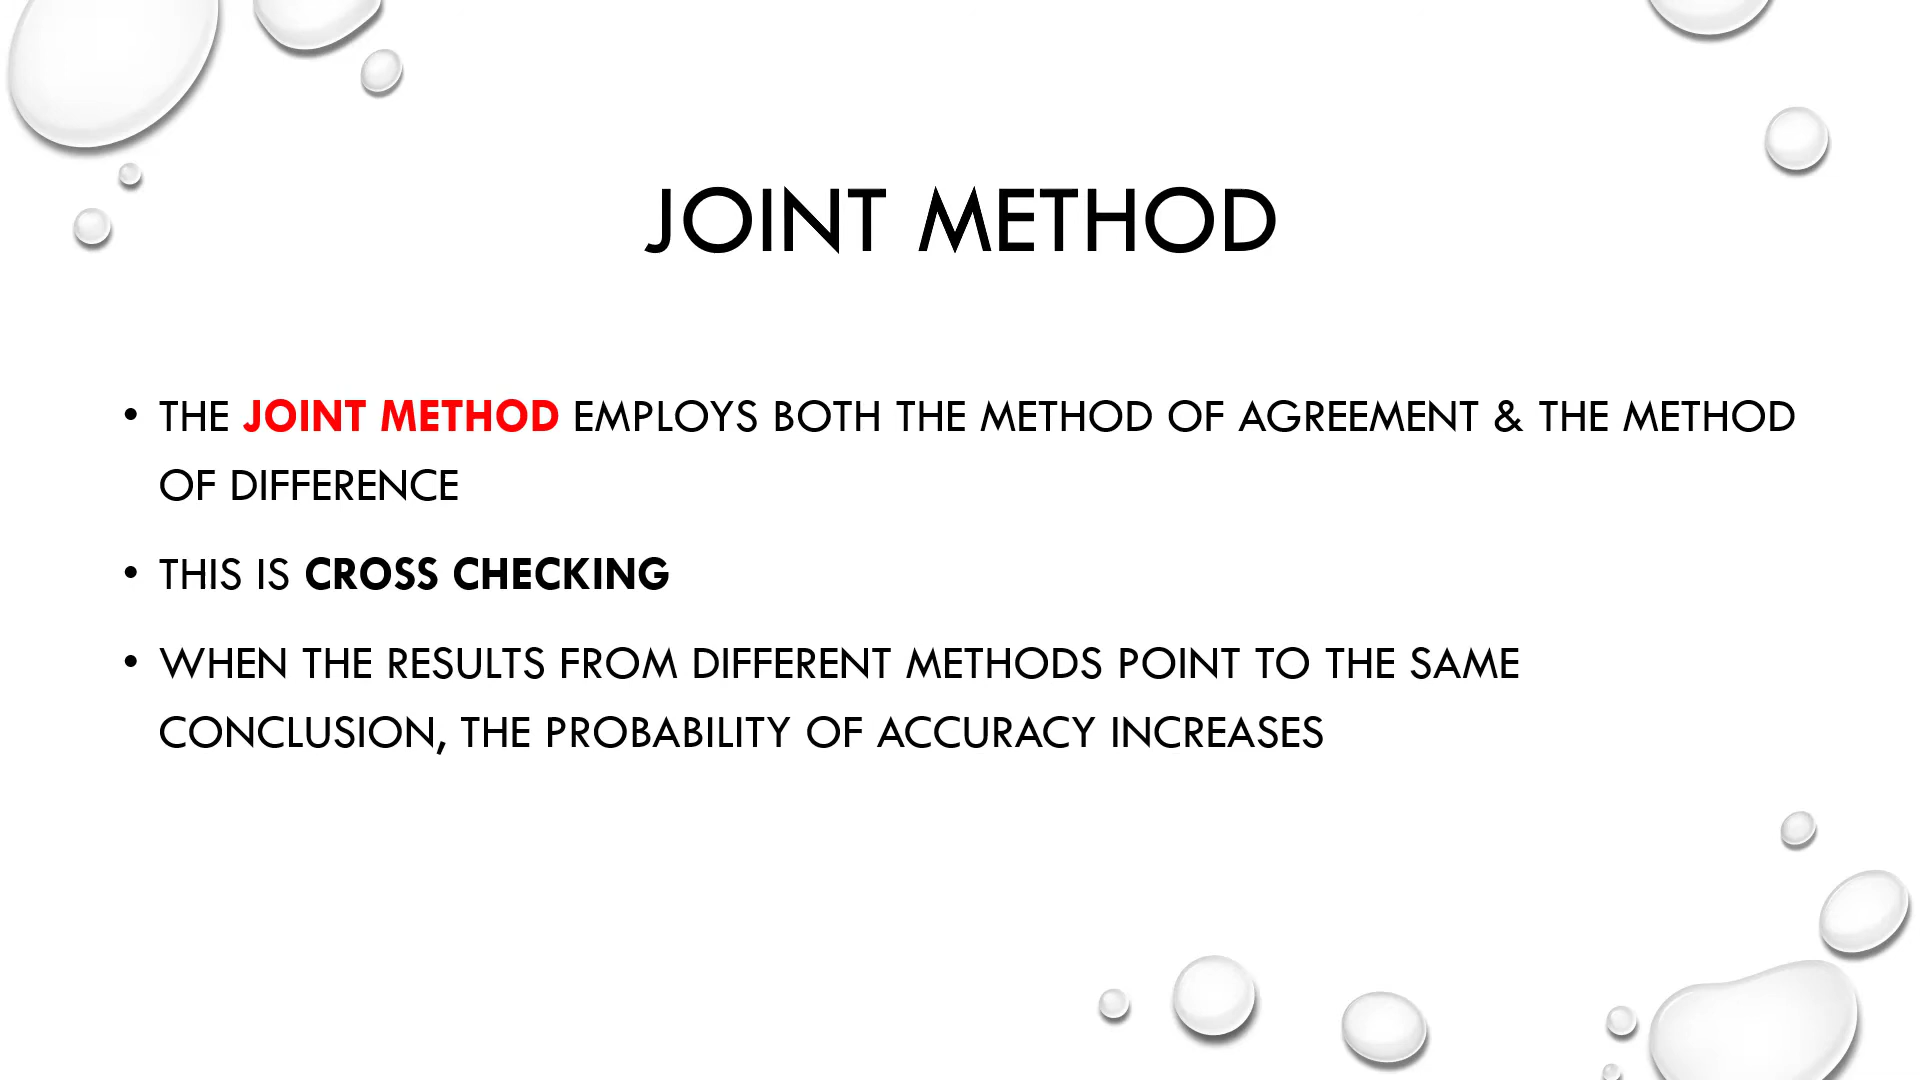 JOINT METHOD
• THE JOINT METHOD EMPLOYS BOTH THE METHOD OF AGREEMENT & THE METHOD
OF DIFFERENCE
• THIS IS CROSS CHECKING
• WHEN THE RESULTS FROM DIFFERENT METHODS POINT TO THE SAME
CONCLUSION, THE PROBABILITY OF ACCURACY INCREASES